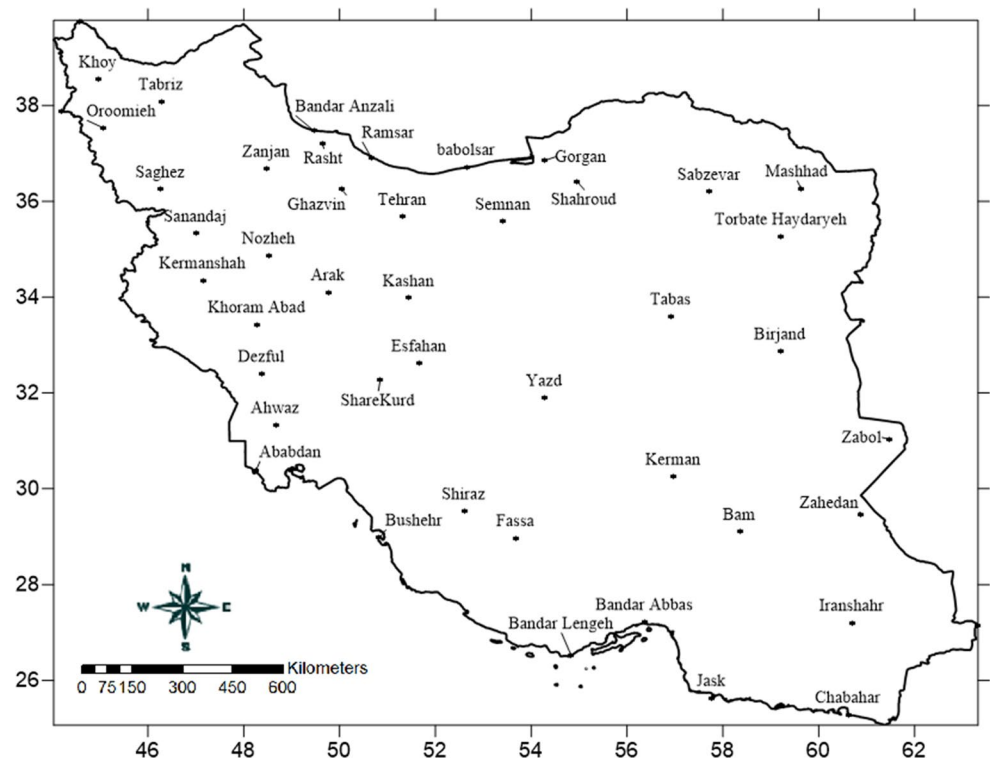 Khoy
Tabriz
38
Oroomieh
Bandar Anzali
Ramsar
Rasht
Zanjan
babolsar
Gorgan
Saghez
Sabzevar
Mashhad
36
Ghazvin
Tehran
Semnan
Shahroud
Sanandaj
Torbate Haydaryeh
Nozheh
Kermanshah
Arak
Kashan
34
Khoram Abad
Tabas
Birjand
Dezful
Esfahan
32
ShareKurd
Yazd
Ahwaz
Zabol
Ababdan
Kerman
30
Shiraz
Zahedan
Bushehr
Fassa
Bam
28
N
W E
S
Bandar Abbas
Iranshahr
Bandar Lengeh
26
Kilometers
0 75 150 300 450 600
Jask
Chabahar
46 48 50 52 54 56 58 60 62